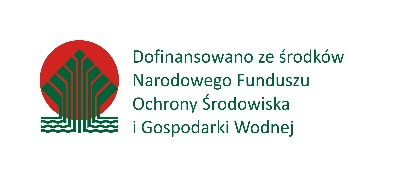 Dofinansowano ze środków
Narodowego Funduszu
Ochrony Środowiska
i Gospodarki Wodnej